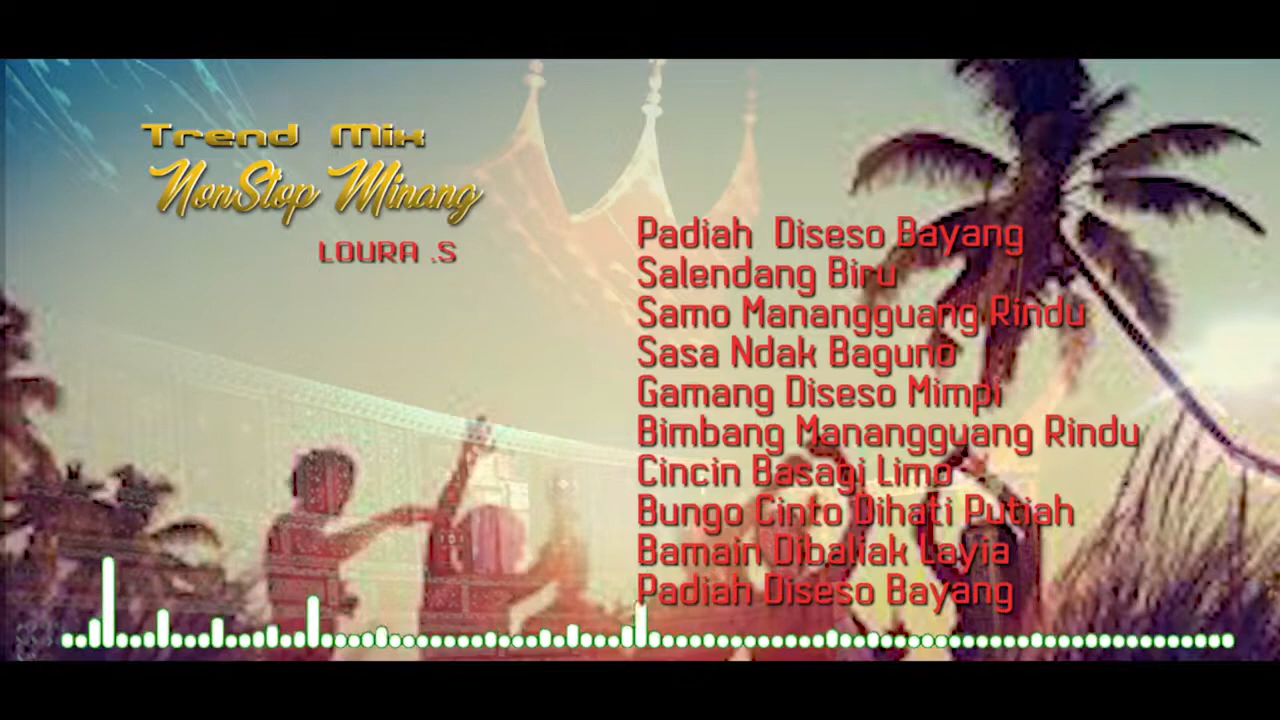 Trend Mix
NonStop Minang
LOURA .S
Padiah Diseso Bayang
Salendang Biru
Samo Manangguang Rindu
Sasa Ndak Baguno
Gamang Diseso Mimpi
Bimbang Manangguang Rindu
Cincin Basagi Limo
Bungo Cinto Dihati Putiah
Bamain Dibaliak Layia
Padiah Diseso Bayang